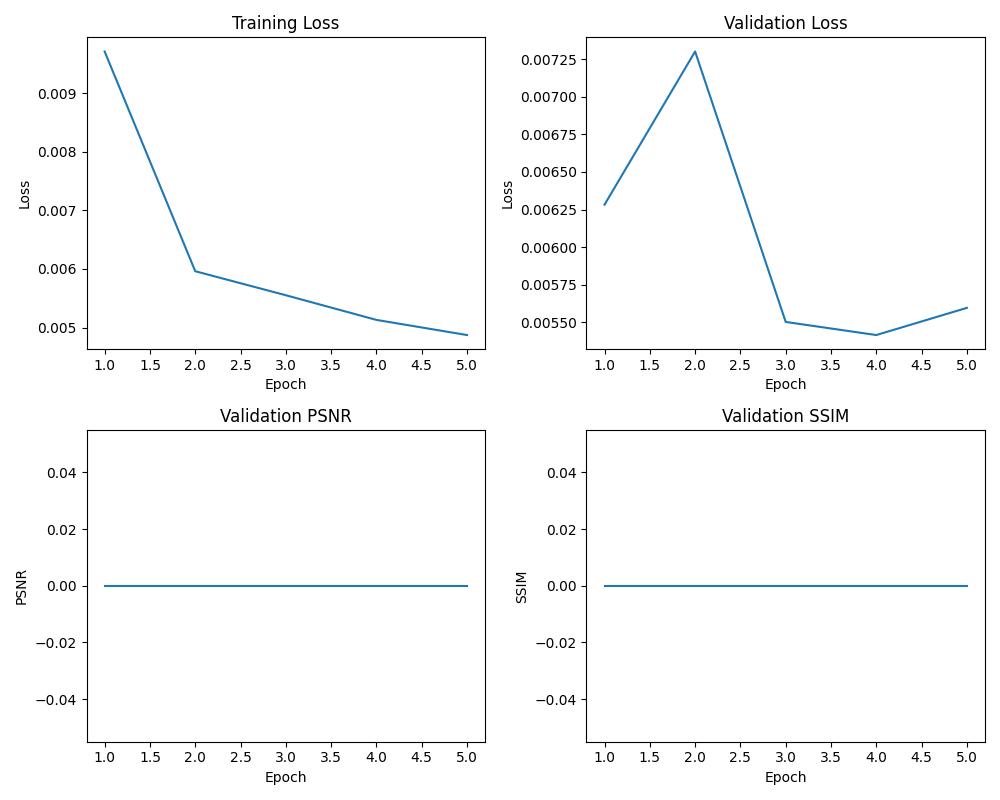 Training Loss
Loss
0.009
0.008
0.007
0.006
0.005
1.0 1.5 2.0 2.5 3.0 3.5 4.0 4.5 5.0
Epoch
Validation Loss
Loss
0.00725
0.00700
0.00675
0.00650
0.00625
0.00600
0.00575
0.00550
1.0 1.5 2.0 2.5 3.0 3.5 4.0 4.5 5.0
Epoch
Validation PSNR
PSNR
0.04
0.02
0.00
−0.02
−0.04
1.0 1.5 2.0 2.5 3.0 3.5 4.0 4.5 5.0
Epoch
Validation SSIM
SSIM
0.04
0.02
0.00
−0.02
−0.04
1.0 1.5 2.0 2.5 3.0 3.5 4.0 4.5 5.0
Epoch